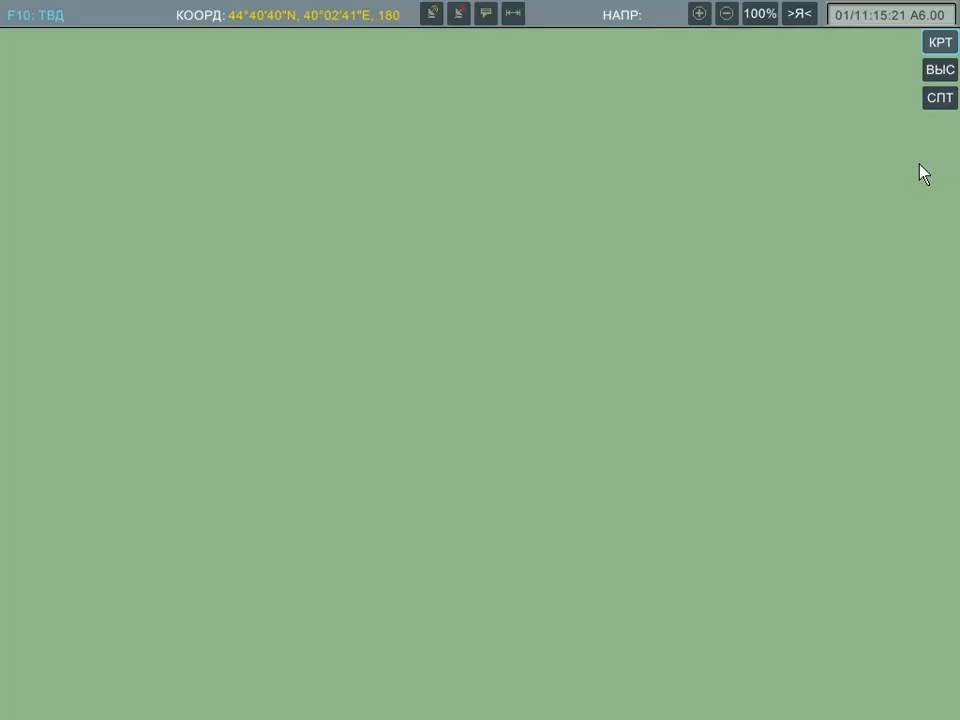 F10: ТВД КООРД: 44°40'40"N, 40°02'41"E, 180 НАПР: 100% >Я< 01/11:15:21 A6.00
КРТ
ВЫС
СПТ